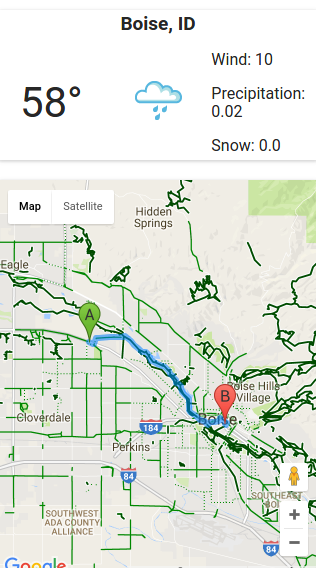 Boise, ID
58°
Wind: 10
Precipitation:
0.02
Snow: 0.0
Map
Satellite
Hidden
Springs
Eagle
A
B
Boise Hills
Village
Boise
Cloverdale
184
Perkins
84
SOUTHWEST
ADA COUNTY
ALLIANCE
SOUTHEAST
BOI
84
Google
+
−